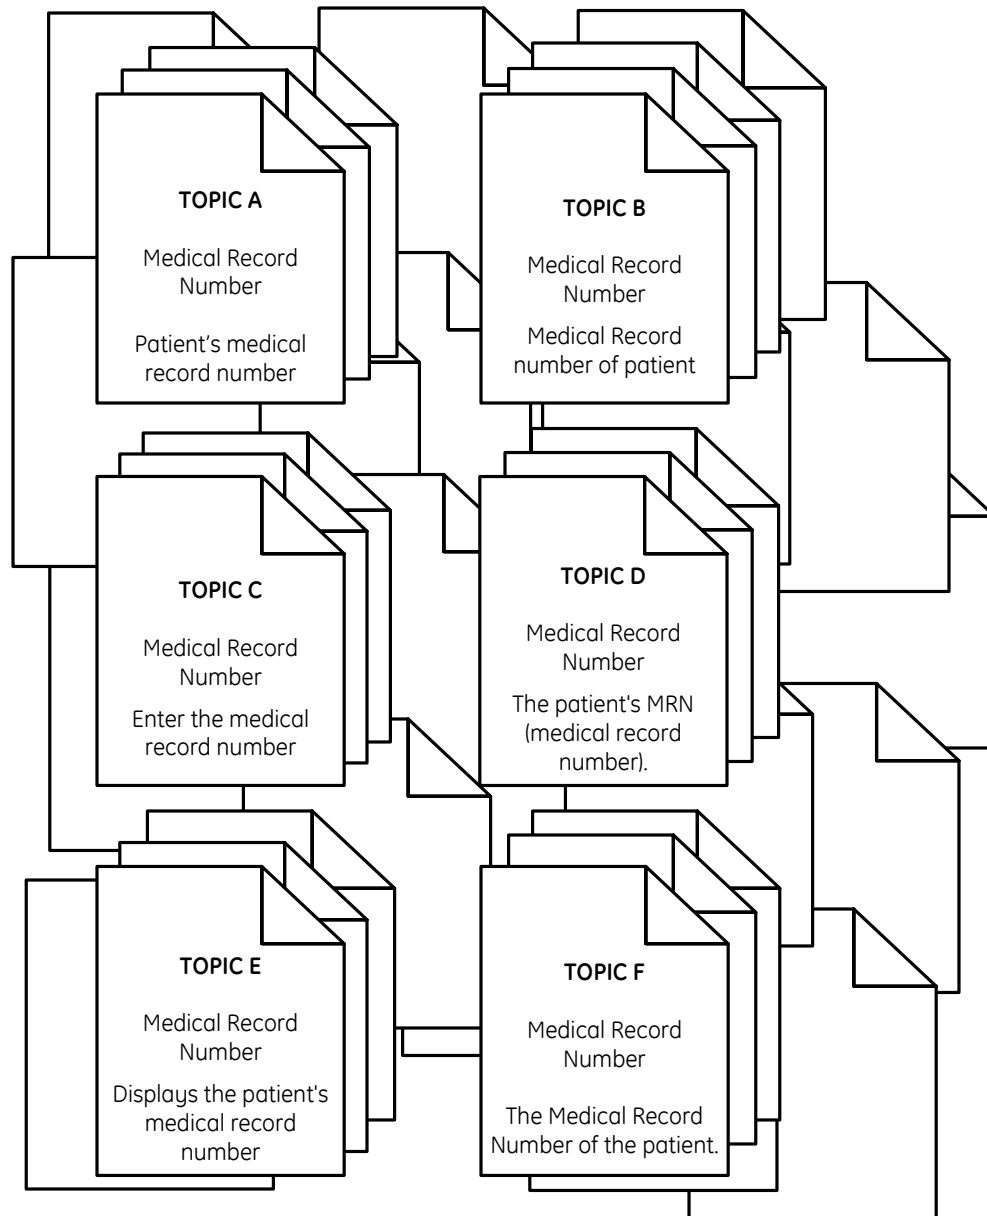 TOPIC A
Medical Record
Number
Patient’s medical
record number
TOPIC B
Medical Record
Number
Medical Record
number of patient
TOPIC C
Medical Record
Number
Enter the medical
record number
TOPIC D
Medical Record
Number
The patient's MRN
(medical record
number).
TOPIC E
Medical Record
Number
Displays the patient's
medical record
number
TOPIC F
Medical Record
Number
The Medical Record
Number of the patient.